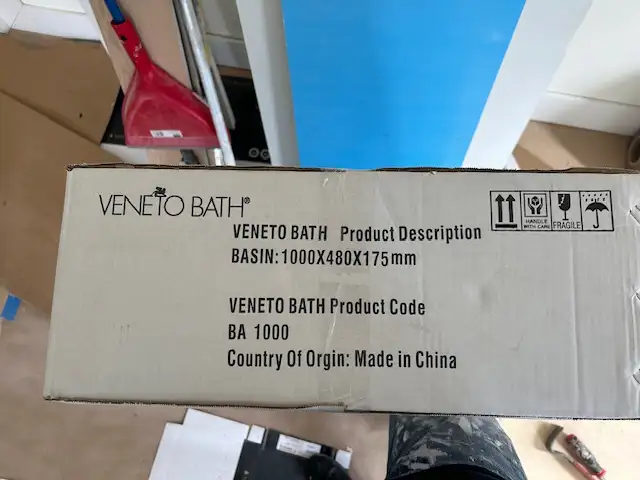 VENETO BATH®
VENETO BATH Product Description
BASIN:1000X480X175mm
HANDLE WITH CARE
FRAGILE
VENETO BATH Product Code
BA 1000
Country Of Orgin: Made in China